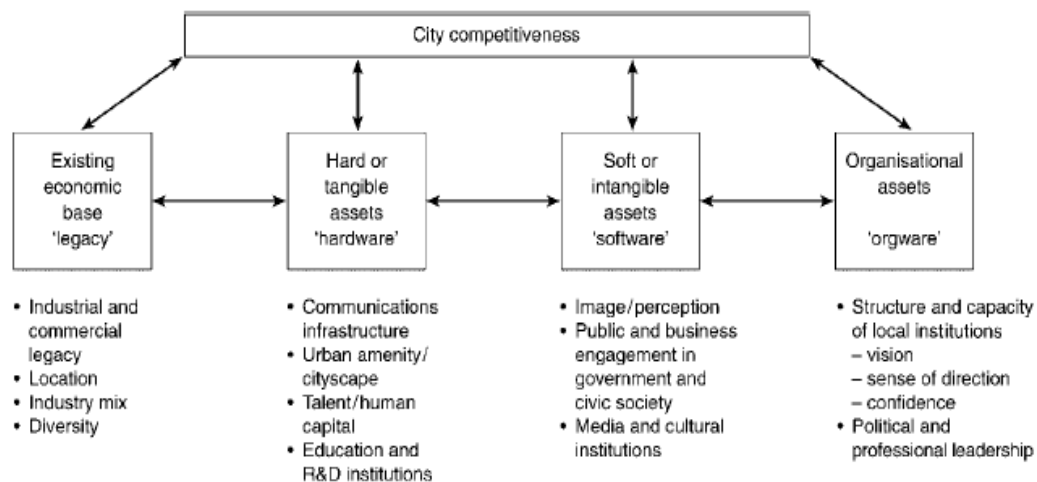 City competitiveness
Existing
economic
base
'legacy'
Hard or
tangible
assets
'hardware'
Soft or
intangible
assets
'software'
Organisational
assets
'orgware'
• Industrial and
commercial
legacy
• Location
• Industry mix
• Diversity
• Communications
infrastructure
• Urban amenity/
cityscape
• Talent/human
capital
• Education and
R&D institutions
• Image/perception
• Public and business
engagement in
government and
civic society
• Media and cultural
institutions
• Structure and capacity
of local institutions
– vision
– sense of direction
– confidence
• Political and
professional leadership